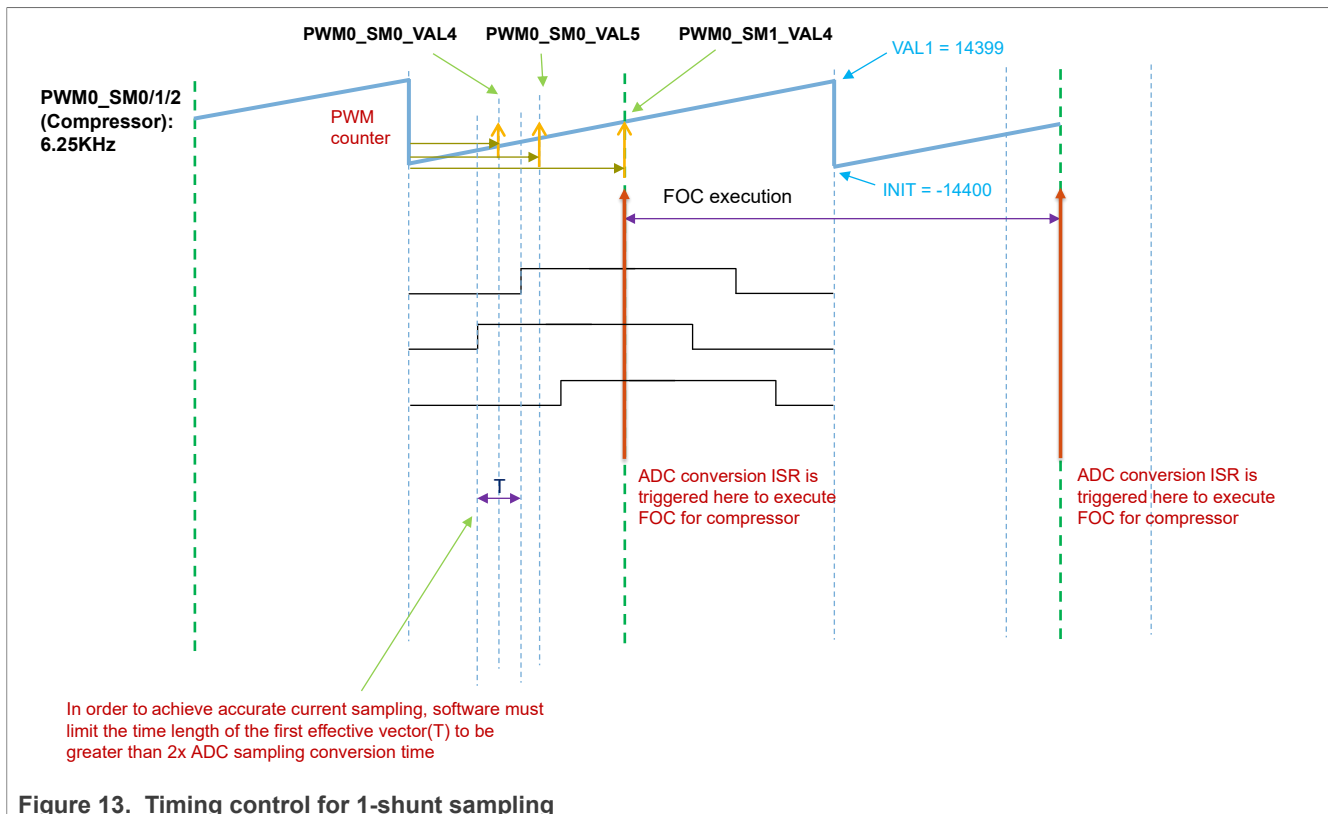 PWM0_SM0_VAL4
PWM0_SM0_VAL5
PWM0_SM1_VAL4
VAL1 = 14399
PWM0_SM0/1/2
(Compressor):
6.25KHz
PWM
counter
INIT = -14400
FOC execution
T
ADC conversion ISR is
triggered here to execute
FOC for compressor
ADC conversion ISR is
triggered here to execute
FOC for compressor
In order to achieve accurate current sampling, software must
limit the time length of the first effective vector(T) to be
greater than 2x ADC sampling conversion time
Figure 13. Timing control for 1-shunt sampling